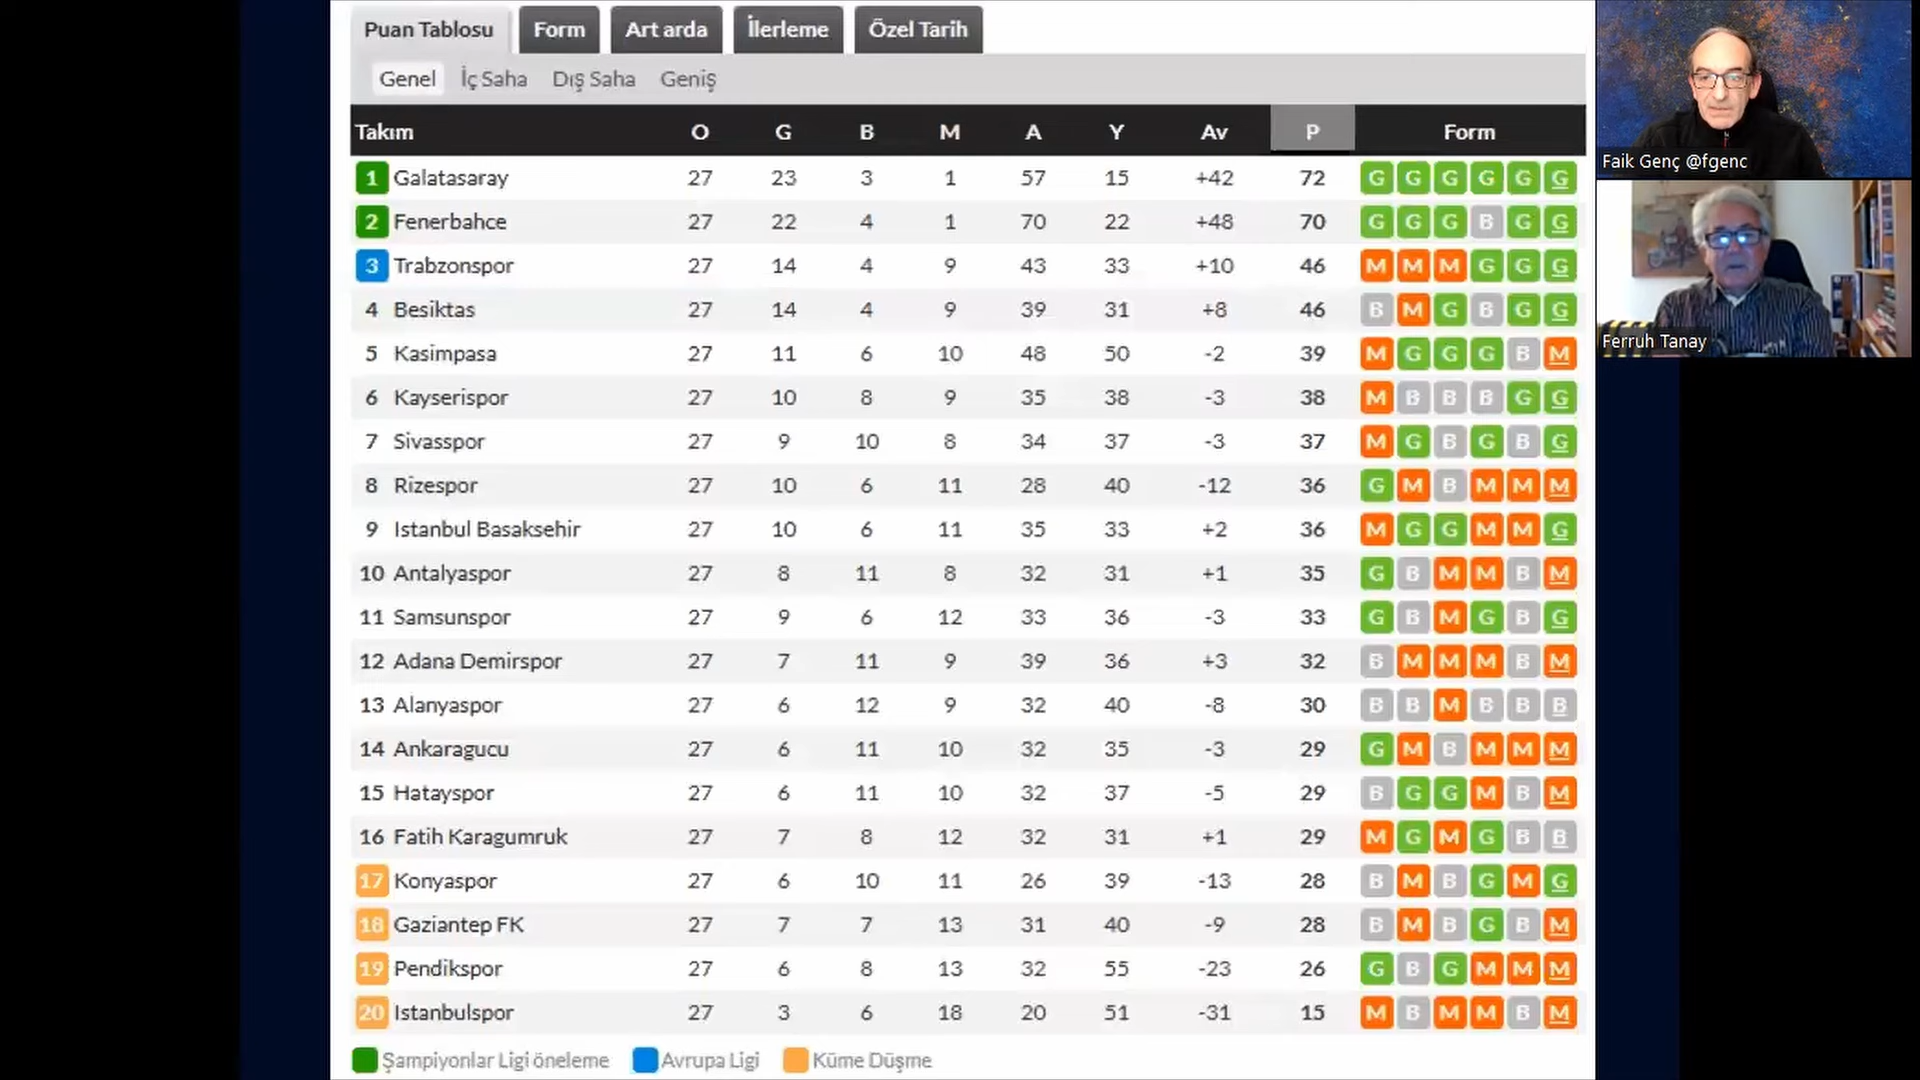 Puan Tablosu Form Art arda İlerleme Özel Tarih
Genel İç Saha Dış Saha Geniş
Takım O G B M A Y Av P Form
1 Galatasaray 27 23 3 1 57 15 +42 72 G G G G G G
2 Fenerbahce 27 22 4 1 70 22 +48 70 G G G B G G
3 Trabzonspor 27 14 4 9 43 33 +10 46 M M M G G G
4 Besiktas 27 14 4 9 39 31 +8 46 B M G B G G
5 Kasimpasa 27 11 6 10 48 50 -2 39 M G G G B M
6 Kayserispor 27 10 8 9 35 38 -3 38 M B B B G G
7 Sivasspor 27 9 10 8 34 37 -3 37 M G B G B G
8 Rizespor 27 10 6 11 28 40 -12 36 G M B M M M
9 Istanbul Basaksehir 27 10 6 11 35 33 +2 36 M G G M M G
10 Antalyaspor 27 8 11 8 32 31 +1 35 G B M M B M
11 Samsunspor 27 9 6 12 33 36 -3 33 G B M G B G
12 Adana Demirspor 27 7 11 9 39 36 +3 32 B M M M B M
13 Alanyaspor 27 6 12 9 32 40 -8 30 B B M B B B
14 Ankaragucu 27 6 11 10 32 35 -3 29 G M B M M M
15 Hatayspor 27 6 11 10 32 37 -5 29 B G G M B M
16 Fatih Karagumruk 27 7 8 12 32 31 +1 29 M G M G B B
17 Konyaspor 27 6 10 11 26 39 -13 28 B M B G M G
18 Gaziantep FK 27 7 7 13 31 40 -9 28 B M B G B M
19 Pendikspor 27 6 8 13 32 55 -23 26 G B G M M M
20 Istanbulspor 27 3 6 18 20 51 -31 15 M B M M B M
Şampiyonlar Ligi öneleme Avrupa Ligi Küme Düşme
Faik Genç @fgenc
Ferruh Tanay